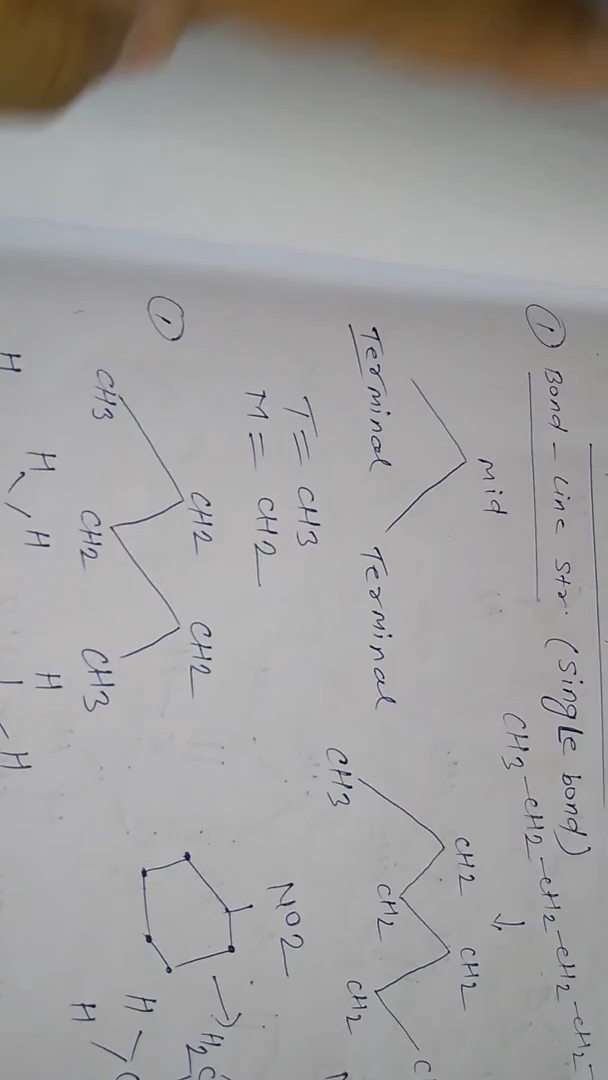 ① Bond - Line Str. (Single bond)
CH3-CH2-CH2-CH2-CH2-
↓
Mid
Terminal Terminal
CH2 CH2
CH3 CH2 CH2
T = CH3
M = CH2
NO2
① CH2 CH2
CH3 CH2 CH3
H H H H
H H